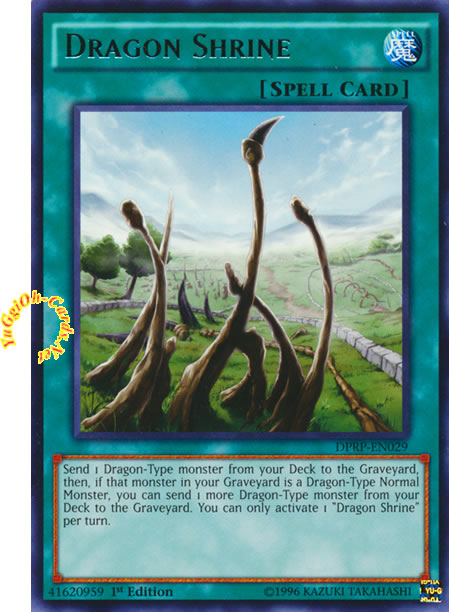 DRAGON SHRINE
SPELL
魔
[SPELL CARD]
YuGgiOh-Cards.Net
DPRP-EN029
Send 1 Dragon-Type monster from your Deck to the Graveyard,
then, if that monster in your Graveyard is a Dragon-Type Normal
Monster, you can send 1 more Dragon-Type monster from your
Deck to the Graveyard. You can only activate 1 "Dragon Shrine"
per turn.
41620959 1st Edition ©1996 KAZUKI TAKAHASHI